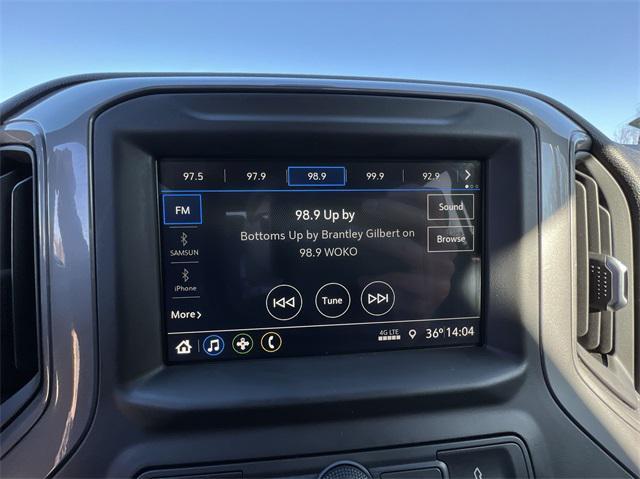 97.5 97.9 98.9 99.9 92.9
FM
98.9 Up by
Sound
Bottoms Up by Brantley Gilbert on
98.9 WOKO
Browse
SAMSUN
iPhone
Tune
More
4G LTE
36° 14:04